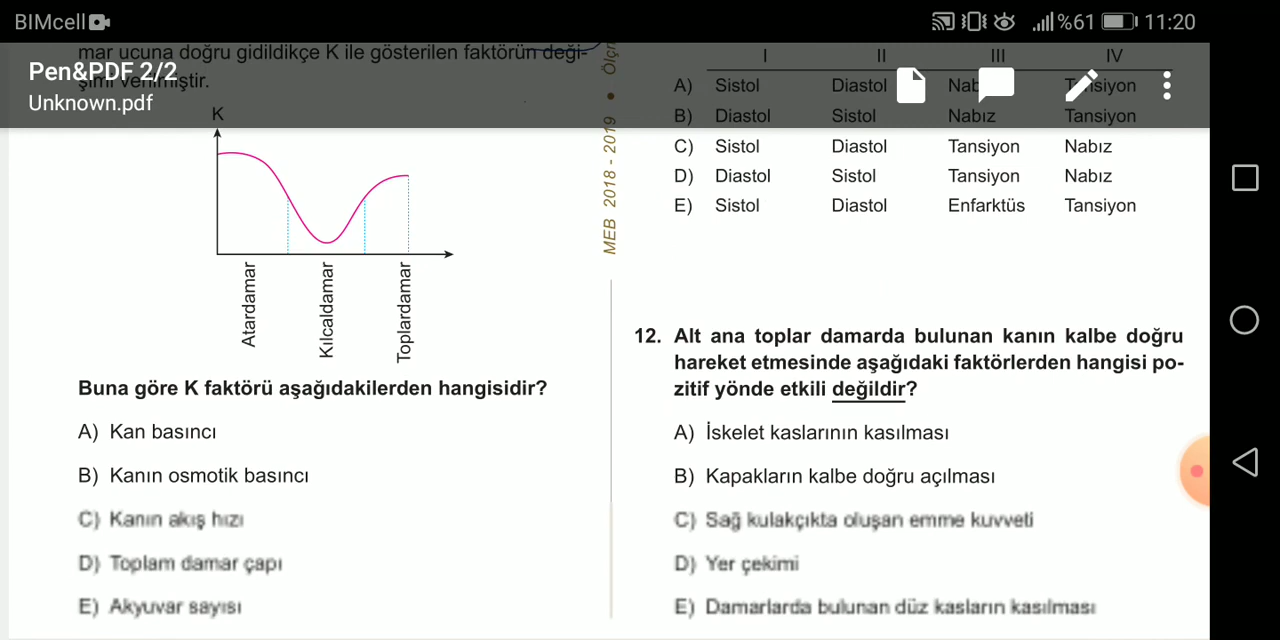 BIMcell
%61 11:20
mar ucuna doğru gidildikçe K ile gösterilen faktörün deği-
şimi verilmiştir.
Pen&PDF 2/2
Unknown.pdf
K
Atardamar
Kılcaldamar
Toplardamar
Buna göre K faktörü aşağıdakilerden hangisidir?
A) Kan basıncı
B) Kanın osmotik basıncı
C) Kanın akış hızı
D) Toplam damar çapı
E) Akyuvar sayısı
MEB 2018 - 2019 ● Ölçm
I II III IV
A) Sistol Diastol Tansiyon
B) Diastol Sistol Nabız Tansiyon
C) Sistol Diastol Tansiyon Nabız
D) Diastol Sistol Tansiyon Nabız
E) Sistol Diastol Enfarktüs Tansiyon
12. Alt ana toplar damarda bulunan kanın kalbe doğru
hareket etmesinde aşağıdaki faktörlerden hangisi po-
zitif yönde etkili değildir?
A) İskelet kaslarının kasılması
B) Kapakların kalbe doğru açılması
C) Sağ kulakçıkta oluşan emme kuvveti
D) Yer çekimi
E) Damarlarda bulunan düz kasların kasılması